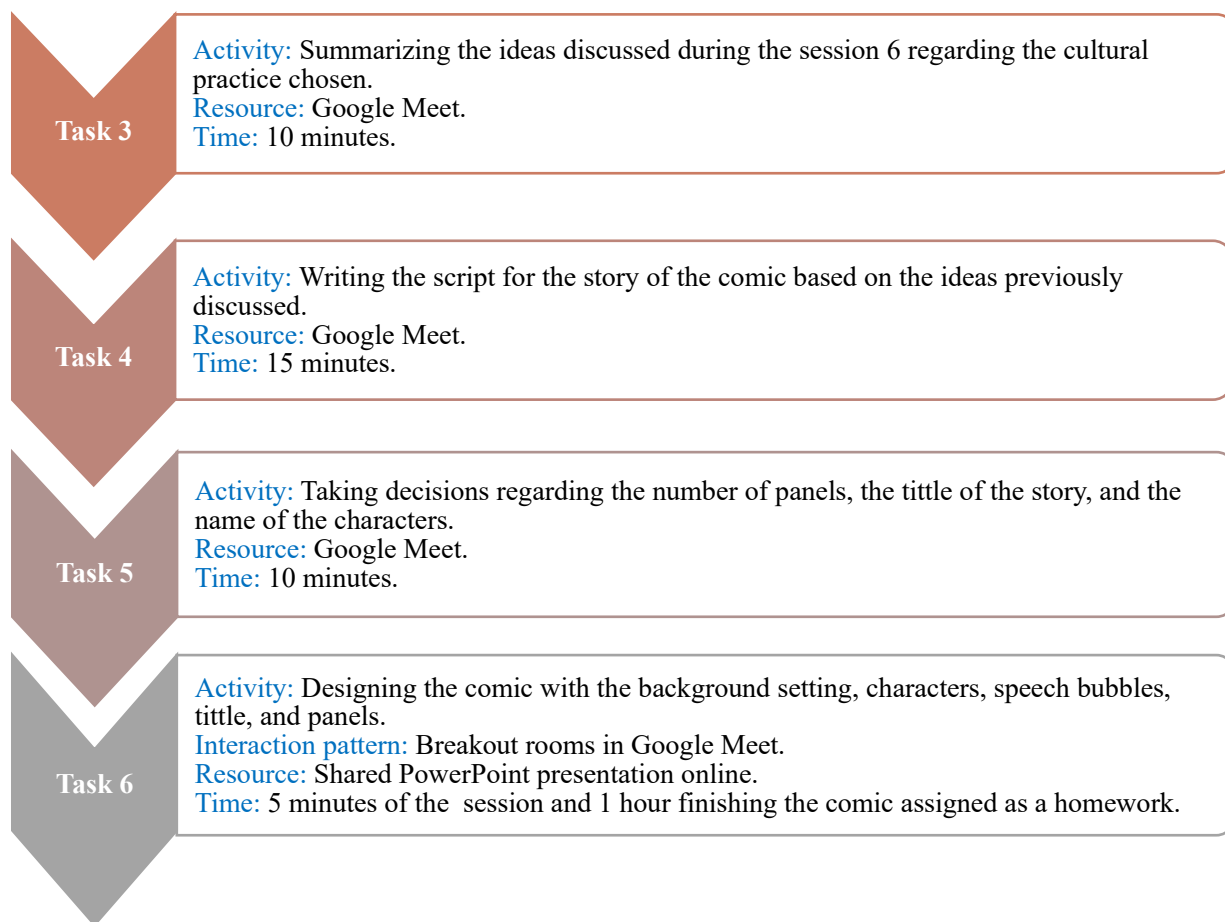 Activity: Summarizing the ideas discussed during the session 6 regarding the cultural
practice chosen.
Resource: Google Meet.
Time: 10 minutes.
Task 3
Activity: Writing the script for the story of the comic based on the ideas previously
discussed.
Resource: Google Meet.
Time: 15 minutes.
Task 4
Activity: Taking decisions regarding the number of panels, the tittle of the story, and the
name of the characters.
Resource: Google Meet.
Time: 10 minutes.
Task 5
Activity: Designing the comic with the background setting, characters, speech bubbles,
tittle, and panels.
Interaction pattern: Breakout rooms in Google Meet.
Resource: Shared PowerPoint presentation online.
Time: 5 minutes of the  session and 1 hour finishing the comic assigned as a homework.
Task 6